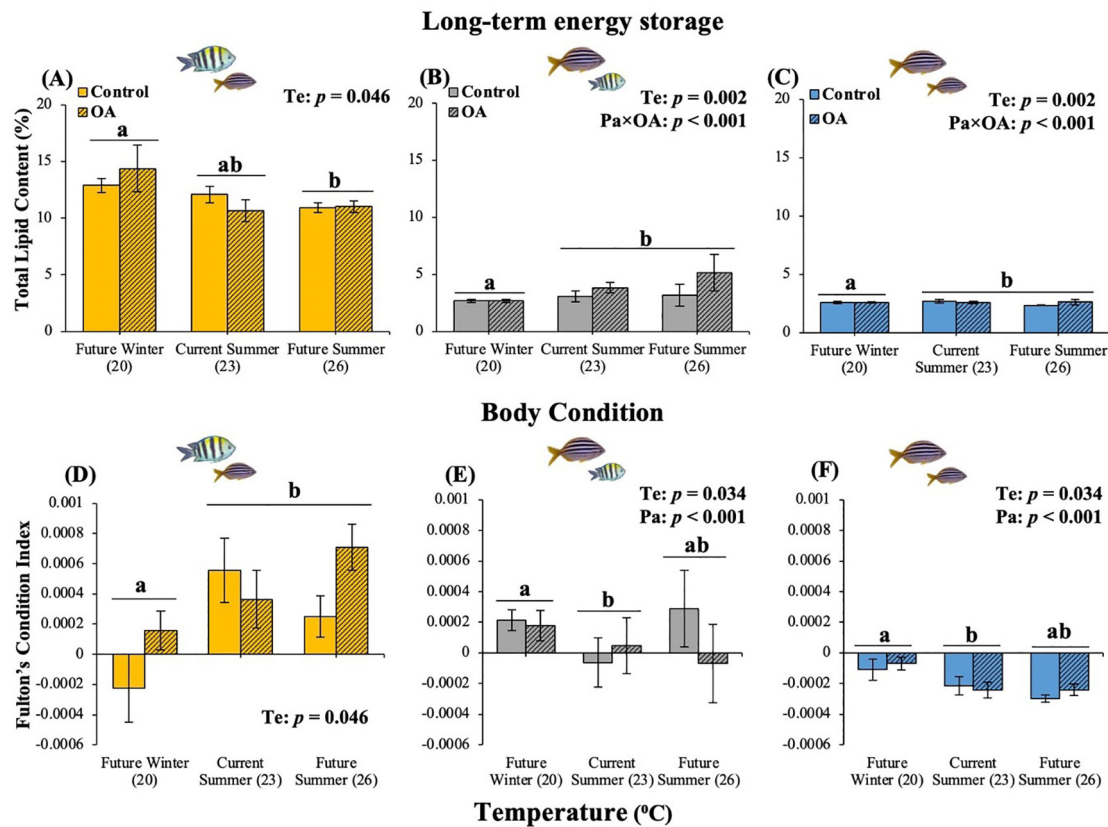 Long-term energy storage
(A)
Control
OA
Te: p = 0.046
Total Lipid Content (%)
20
15
10
5
0
a
ab
b
Future Winter (20)
Current Summer (23)
Future Summer (26)
(B)
Control
OA
Te: p = 0.002
Pa×OA: p < 0.001
20
15
10
5
0
a
b
Future Winter (20)
Current Summer (23)
Future Summer (26)
(C)
Control
OA
Te: p = 0.002
Pa×OA: p < 0.001
20
15
10
5
0
a
b
Future Winter (20)
Current Summer (23)
Future Summer (26)
Body Condition
(D)
Fulton's Condition Index
0.001
0.0008
0.0006
0.0004
0.0002
0
-0.0002
-0.0004
-0.0006
a
b
Te: p = 0.046
Future Winter (20)
Current Summer (23)
Future Summer (26)
(E)
Te: p = 0.034
Pa: p < 0.001
0.001
0.0008
0.0006
0.0004
0.0002
0
-0.0002
-0.0004
-0.0006
a
b
ab
Future Winter (20)
Current Summer (23)
Future Summer (26)
(F)
Te: p = 0.034
Pa: p < 0.001
0.001
0.0008
0.0006
0.0004
0.0002
0
-0.0002
-0.0004
-0.0006
a
b
ab
Future Winter (20)
Current Summer (23)
Future Summer (26)
Temperature (⁰C)